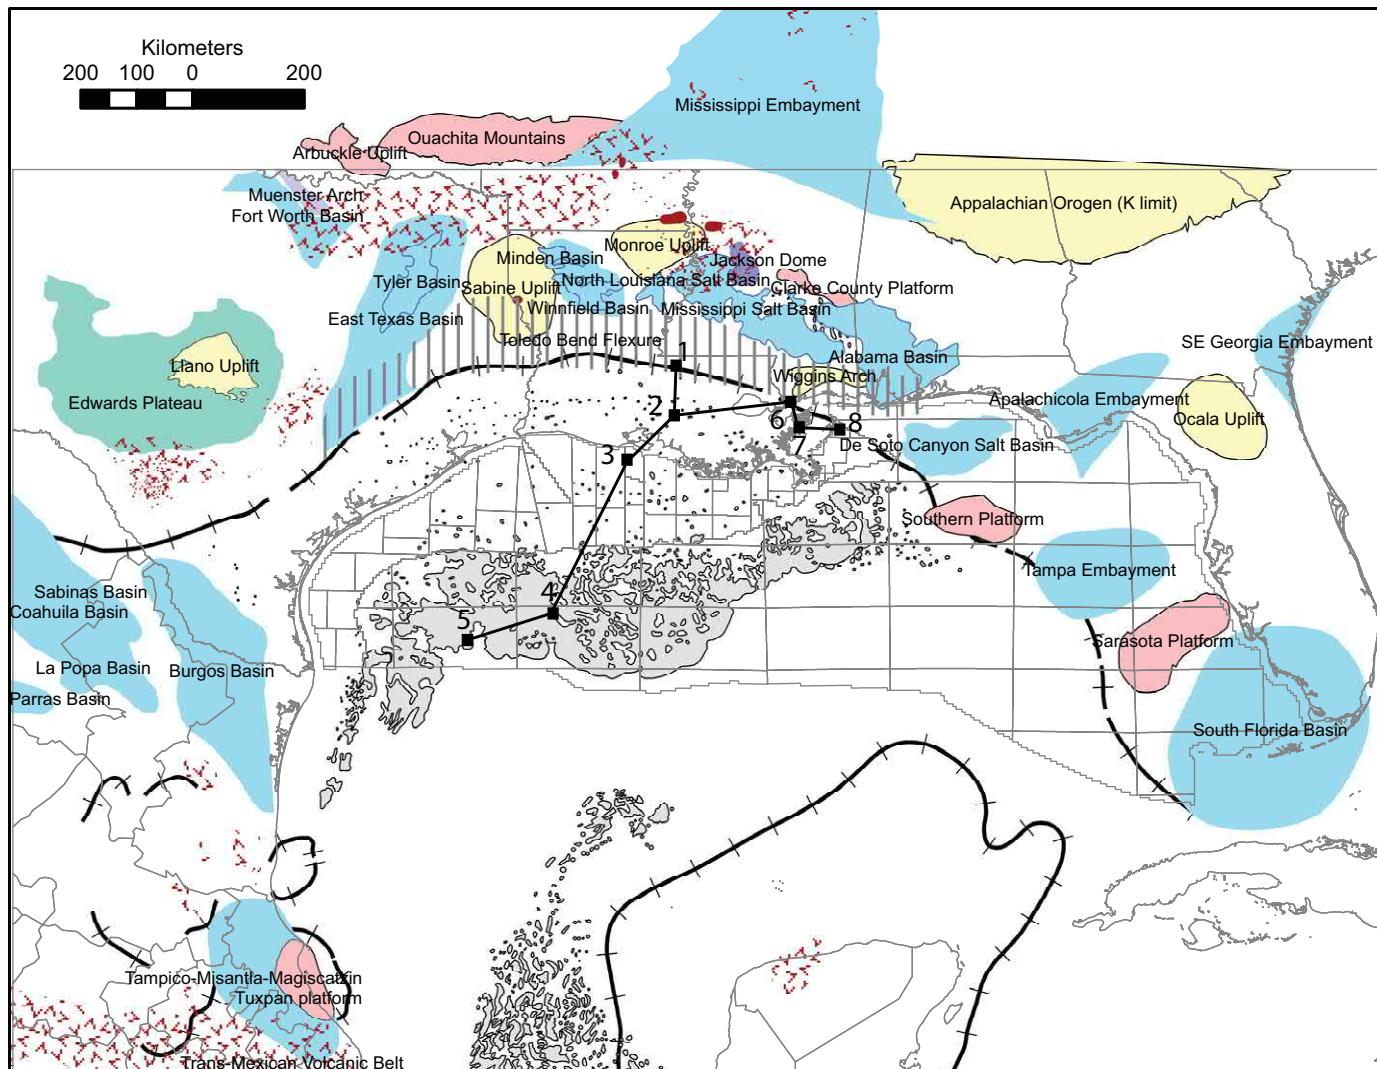 Kilometers
200 100 0 200
Mississippi Embayment
Ouachita Mountains
Arbuckle Uplift
Muenster Arch
Fort Worth Basin
Appalachian Orogen (K limit)
Monroe Uplift
Minden Basin
Jackson Dome
Tyler Basin
Sabine Uplift
North Louisiana Salt Basin
Clarke County Platform
East Texas Basin
Winnfield Basin
Mississippi Salt Basin
Toledo Bend Flexure
SE Georgia Embayment
Alabama Basin
Llano Uplift
Wiggins Arch
Edwards Plateau
Apalachicola Embayment
Ocala Uplift
1
2
3
4
5
6
7
8
De Soto Canyon Salt Basin
Southern Platform
Tampa Embayment
Sabinas Basin
Coahuila Basin
Sarasota Platform
La Popa Basin
Burgos Basin
Parras Basin
South Florida Basin
Tampico-Misantla-Magiscatzin
Tuxpan platform
Trans-Mexican Volcanic Belt